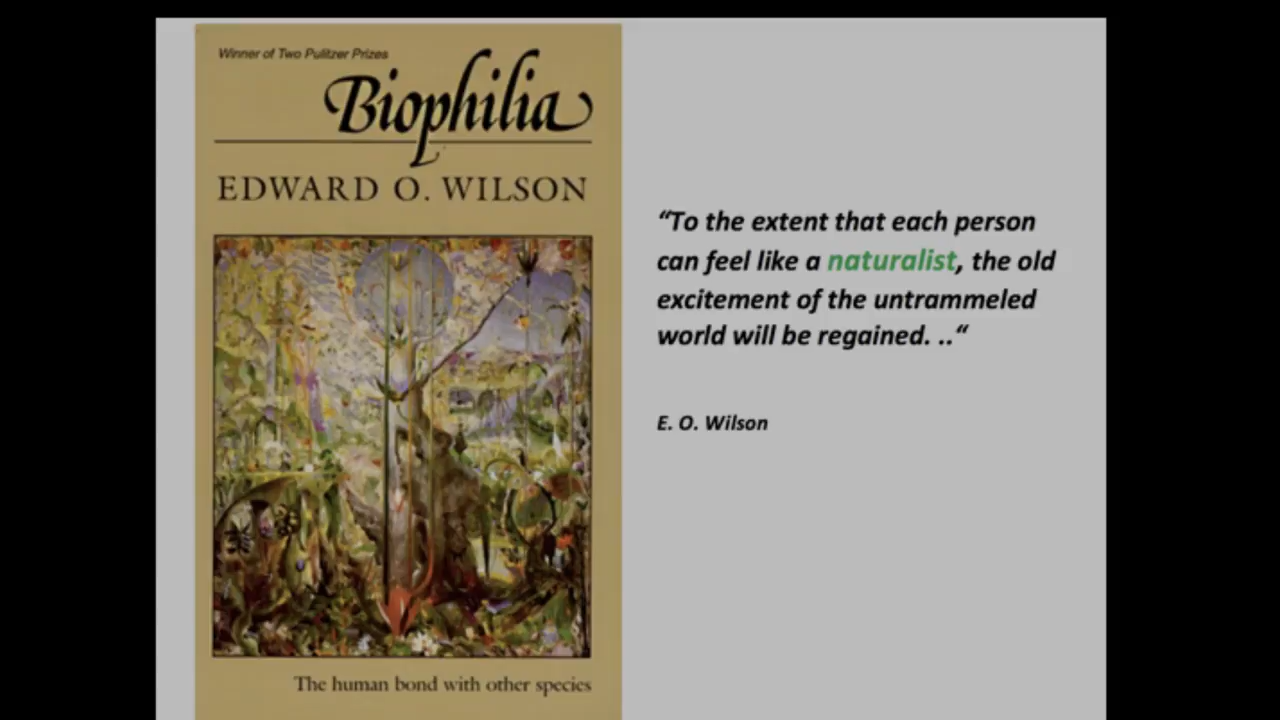 Winner of Two Pulitzer Prizes
Biophilia
EDWARD O. WILSON
The human bond with other species
“To the extent that each person
can feel like a naturalist, the old
excitement of the untrammeled
world will be regained. ..“
E. O. Wilson